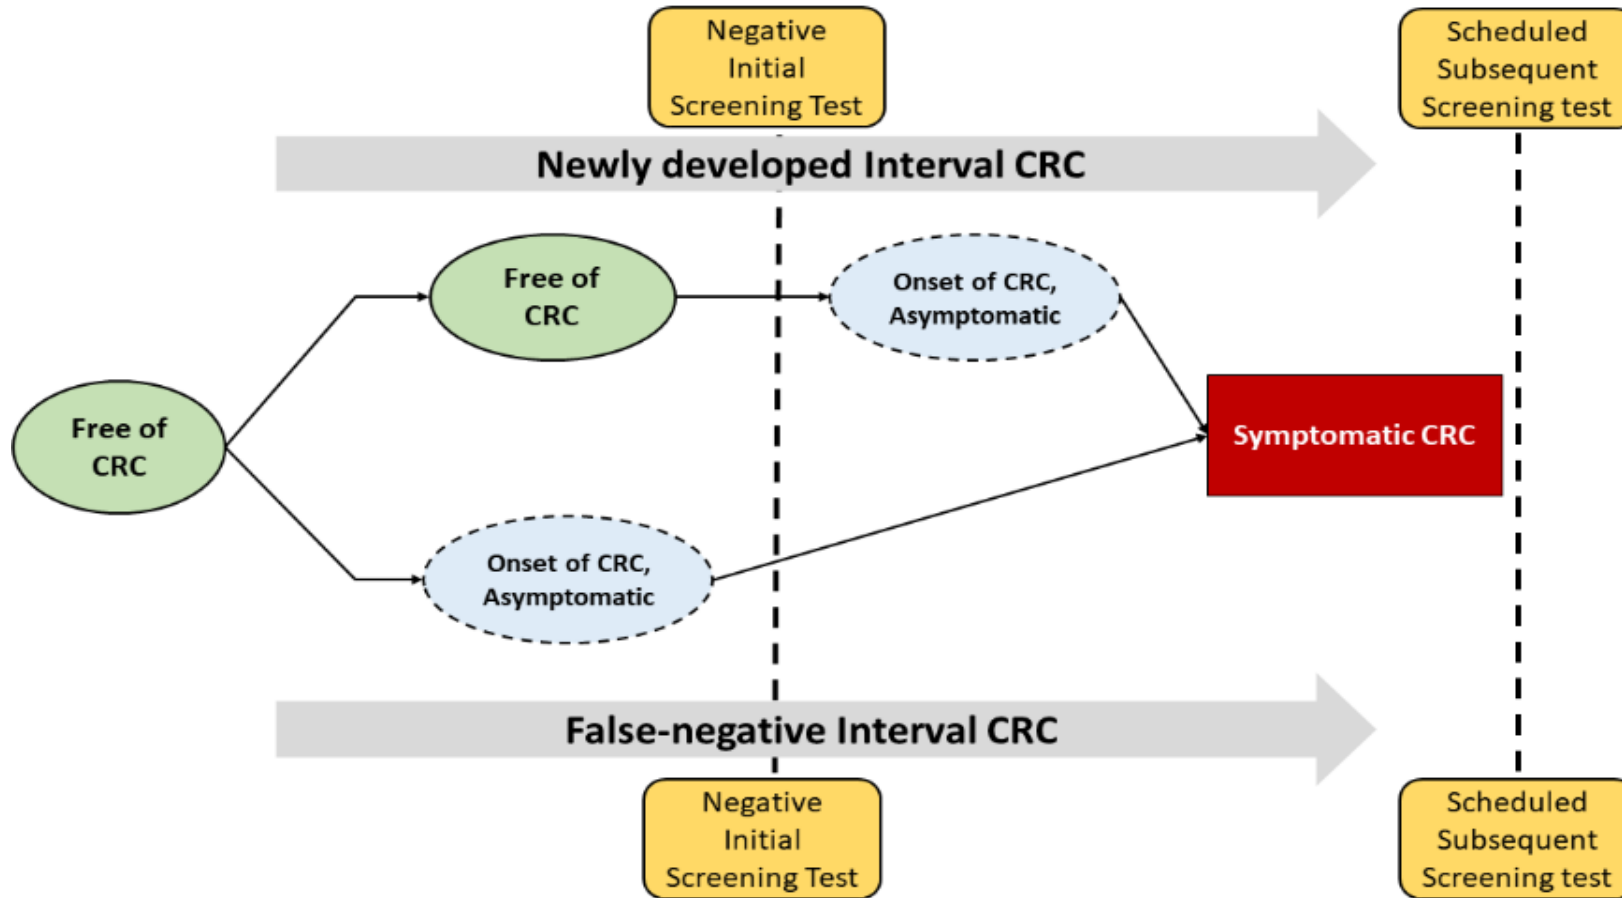 Negative
Initial
Screening Test
Scheduled
Subsequent
Screening test
Newly developed Interval CRC
Free of
CRC
Onset of CRC,
Asymptomatic
Free of
CRC
Symptomatic CRC
Onset of CRC,
Asymptomatic
False-negative Interval CRC
Negative
Initial
Screening Test
Scheduled
Subsequent
Screening test